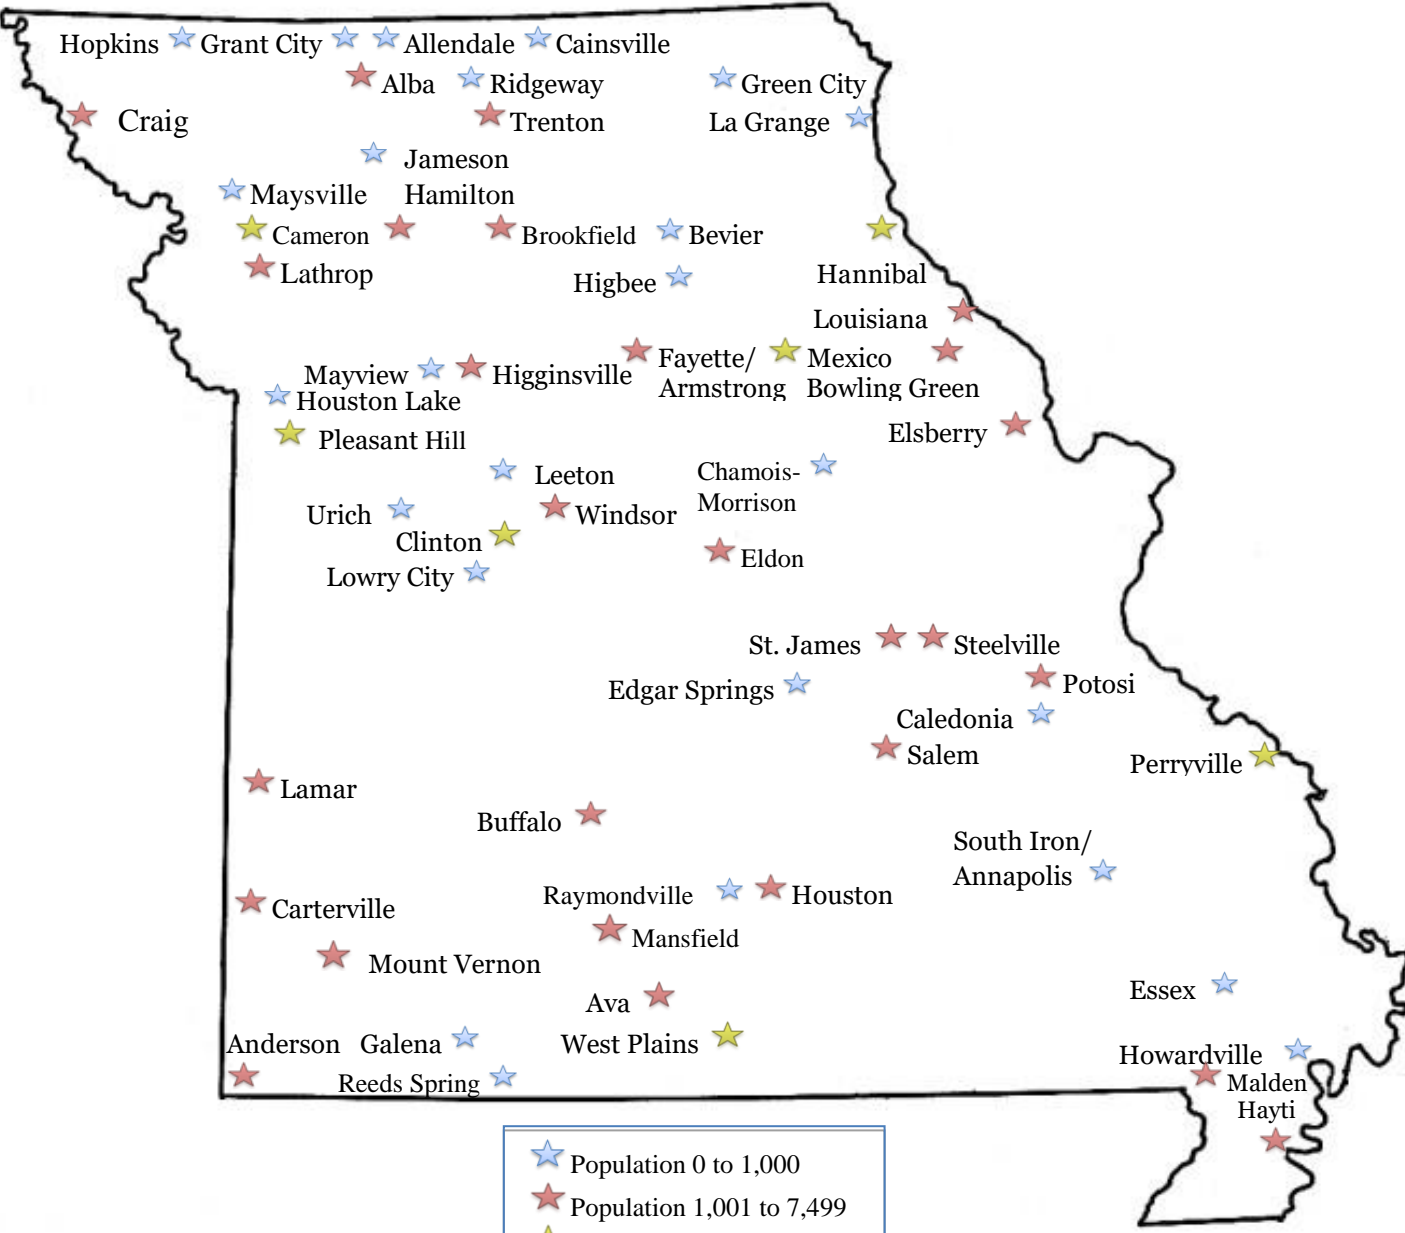 Hopkins
Grant City
Allendale
Cainsville
Alba
Ridgeway
Green City
Craig
Trenton
La Grange
Jameson
Maysville
Hamilton
Cameron
Brookfield
Bevier
Lathrop
Higbee
Hannibal
Louisiana
Mayview
Higginsville
Fayette/
Armstrong
Mexico
Bowling Green
Houston Lake
Pleasant Hill
Elsberry
Leeton
Chamois-
Morrison
Urich
Windsor
Clinton
Eldon
Lowry City
St. James
Steelville
Edgar Springs
Potosi
Caledonia
Salem
Perryville
Lamar
Buffalo
South Iron/
Annapolis
Raymondville
Houston
Carterville
Mansfield
Mount Vernon
Essex
Ava
Anderson
Galena
West Plains
Howardville
Reeds Spring
Malden
Hayti
Population 0 to 1,000
Population 1,001 to 7,499